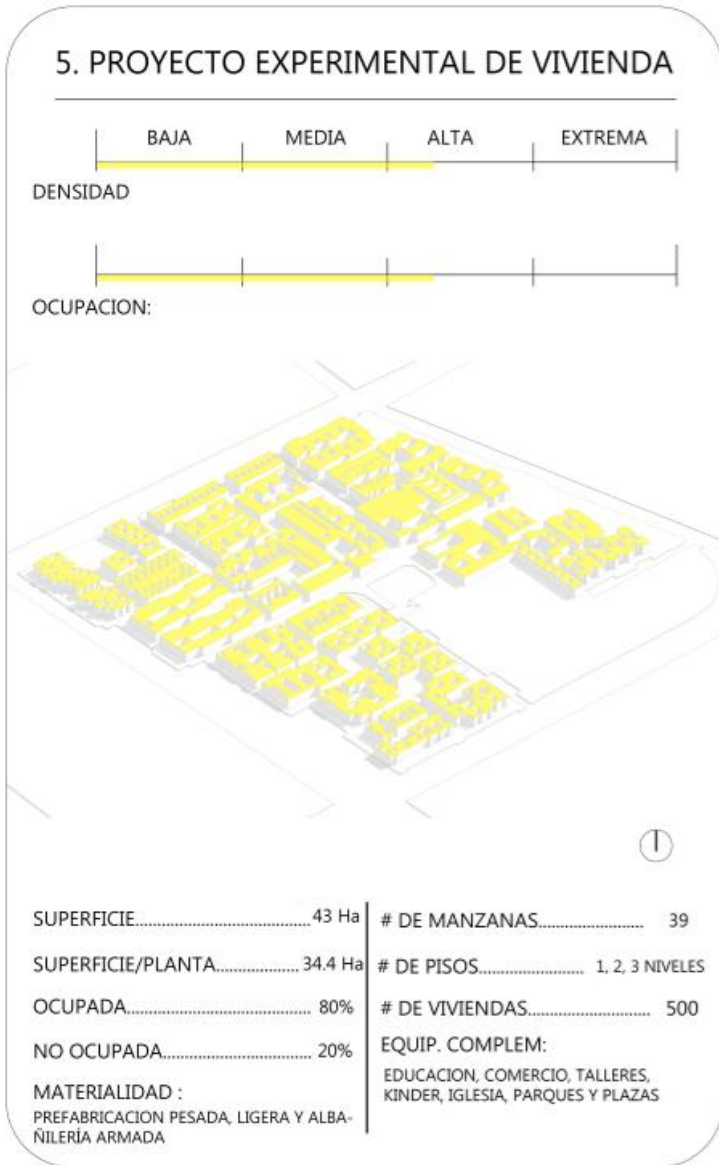 5. PROYECTO EXPERIMENTAL DE VIVIENDA
BAJA MEDIA ALTA EXTREMA
DENSIDAD
OCUPACION:
SUPERFICIE.................................... 43 Ha
SUPERFICIE/PLANTA........... 34.4 Ha
OCUPADA....................................... 80%
NO OCUPADA.............................. 20%
MATERIALIDAD :
PREFABRICACION PESADA, LIGERA Y ALBA-
ÑILERÍA ARMADA
# DE MANZANAS..................... 39
# DE PISOS..................... 1, 2, 3 NIVELES
# DE VIVIENDAS......................... 500
EQUIP. COMPLEM:
EDUCACION, COMERCIO, TALLERES,
KINDER, IGLESIA, PARQUES Y PLAZAS